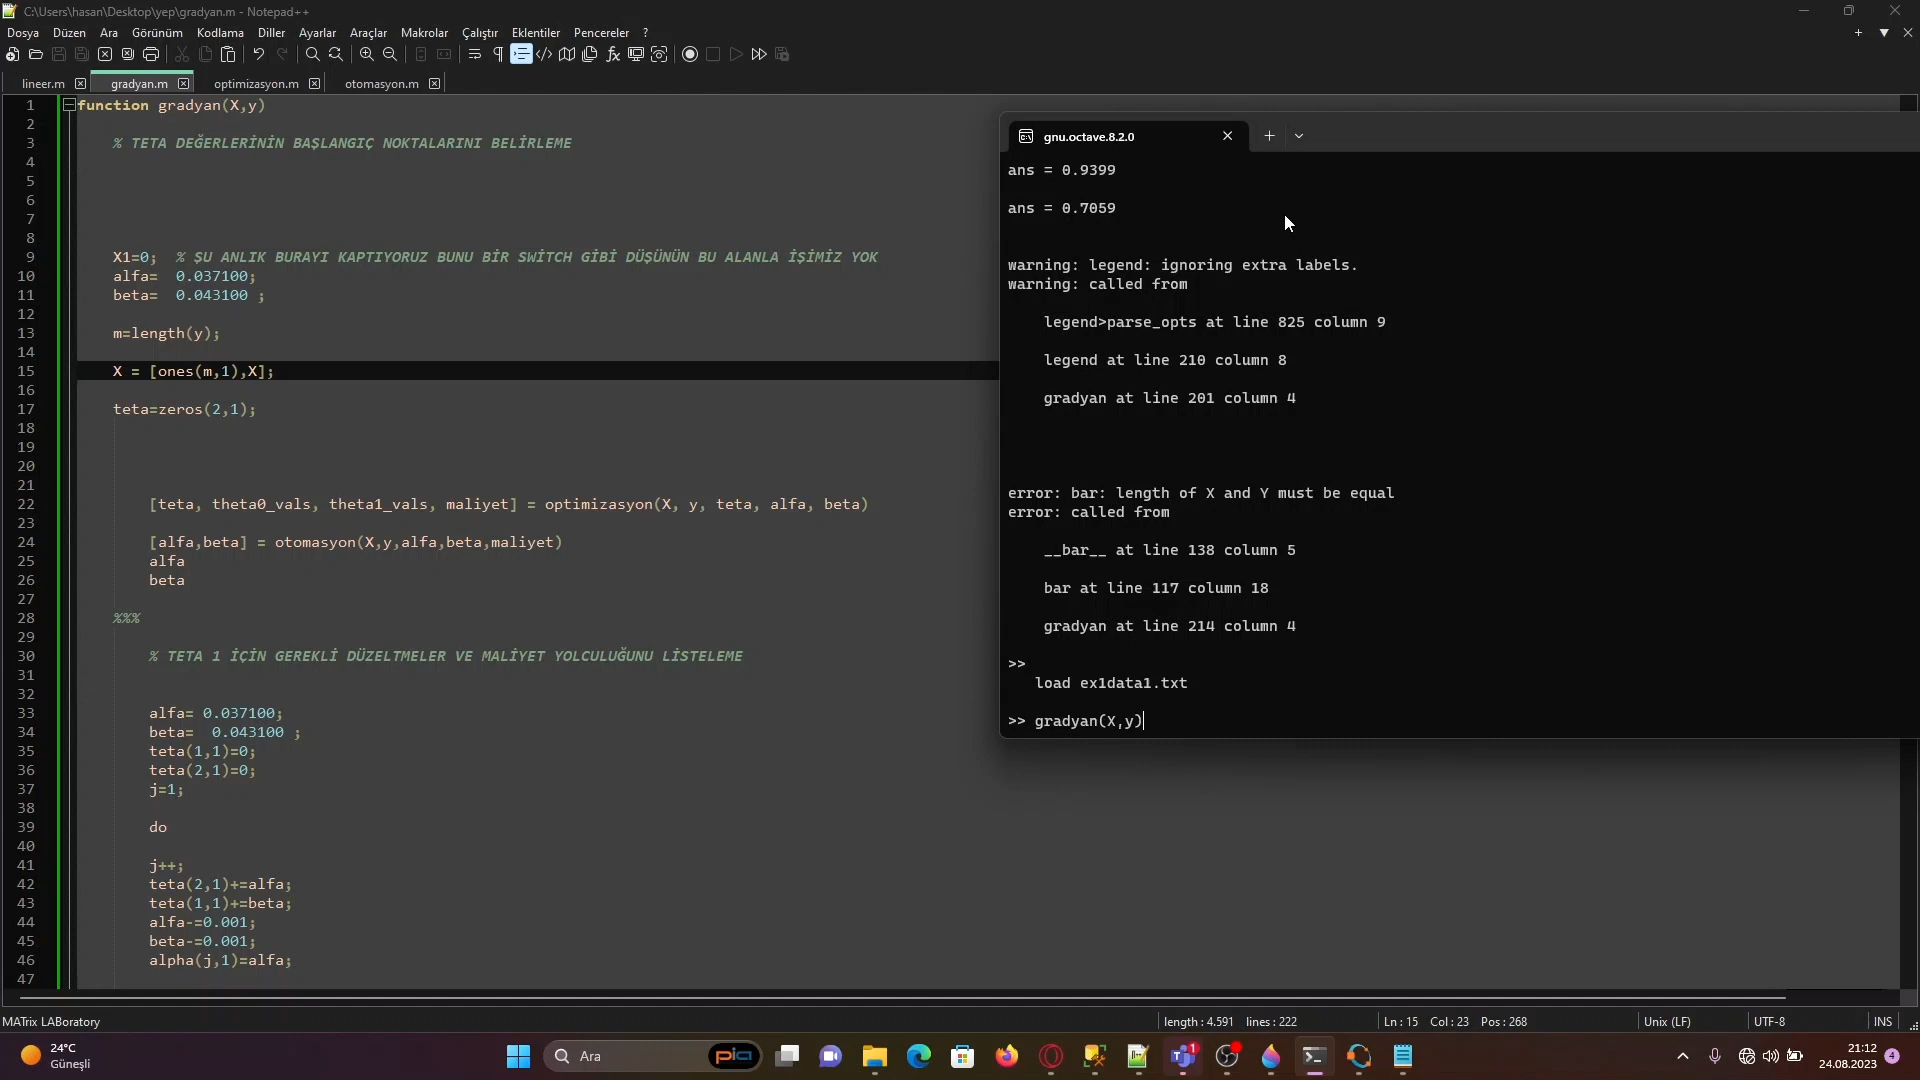 C:\Users\hasan\Desktop\yep\gradyan.m - Notepad++
Dosya Düzen Ara Görünüm Kodlama Diller Ayarlar Araçlar Makrolar Çalıştır Eklentiler Pencereler ?
lineer.m gradyan.m optimizasyon.m otomasyon.m
1 function gradyan(X,y)
2
3 % TETA DEĞERLERİNİN BAŞLANGIÇ NOKTALARINI BELİRLEME
4
5
6
7
8
9 X1=0; % ŞU ANLIK BURAYI KAPTIYORUZ BUNU BİR SWİTCH GİBİ DÜŞÜNÜN BU ALANLA İŞİMİZ YOK
10 alfa= 0.037100;
11 beta= 0.043100 ;
12
13 m=length(y);
14
15 X = [ones(m,1),X];
16
17 teta=zeros(2,1);
18
19
20
21
22 [teta, theta0_vals, theta1_vals, maliyet] = optimizasyon(X, y, teta, alfa, beta)
23
24 [alfa,beta] = otomasyon(X,y,alfa,beta,maliyet)
25 alfa
26 beta
27
28 %%%
29
30 % TETA 1 İÇİN GEREKLİ DÜZELTMELER VE MALİYET YOLCULUĞUNU LİSTELEME
31
32
33 alfa= 0.037100;
34 beta= 0.043100 ;
35 teta(1,1)=0;
36 teta(2,1)=0;
37 j=1;
38
39 do
40
41 j++;
42 teta(2,1)+=alfa;
43 teta(1,1)+=beta;
44 alfa-=0.001;
45 beta-=0.001;
46 alpha(j,1)=alfa;
47
gnu.octave.8.2.0
ans = 0.9399
ans = 0.7059
warning: legend: ignoring extra labels.
warning: called from
legend>parse_opts at line 825 column 9
legend at line 210 column 8
gradyan at line 201 column 4
error: bar: length of X and Y must be equal
error: called from
__bar__ at line 138 column 5
bar at line 117 column 18
gradyan at line 214 column 4
>>
load ex1data1.txt
>> gradyan(X,y)
MATrix LABoratory
length : 4.591 lines : 222
Ln : 15 Col : 23 Pos : 268
Unix (LF)
UTF-8
INS
24°C
Güneşli
Ara
pia
1
21:12
24.08.2023
4